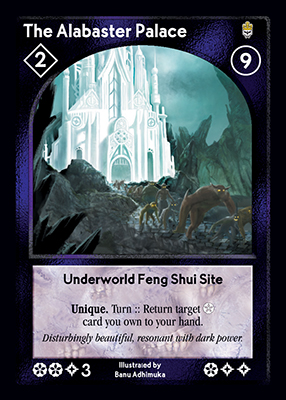 The Alabaster Palace
2
9
Underworld Feng Shui Site
Unique. Turn :: Return target
card you own to your hand.
Disturbingly beautiful, resonant with dark power.
3
Illustrated by
Banu Adhimuka